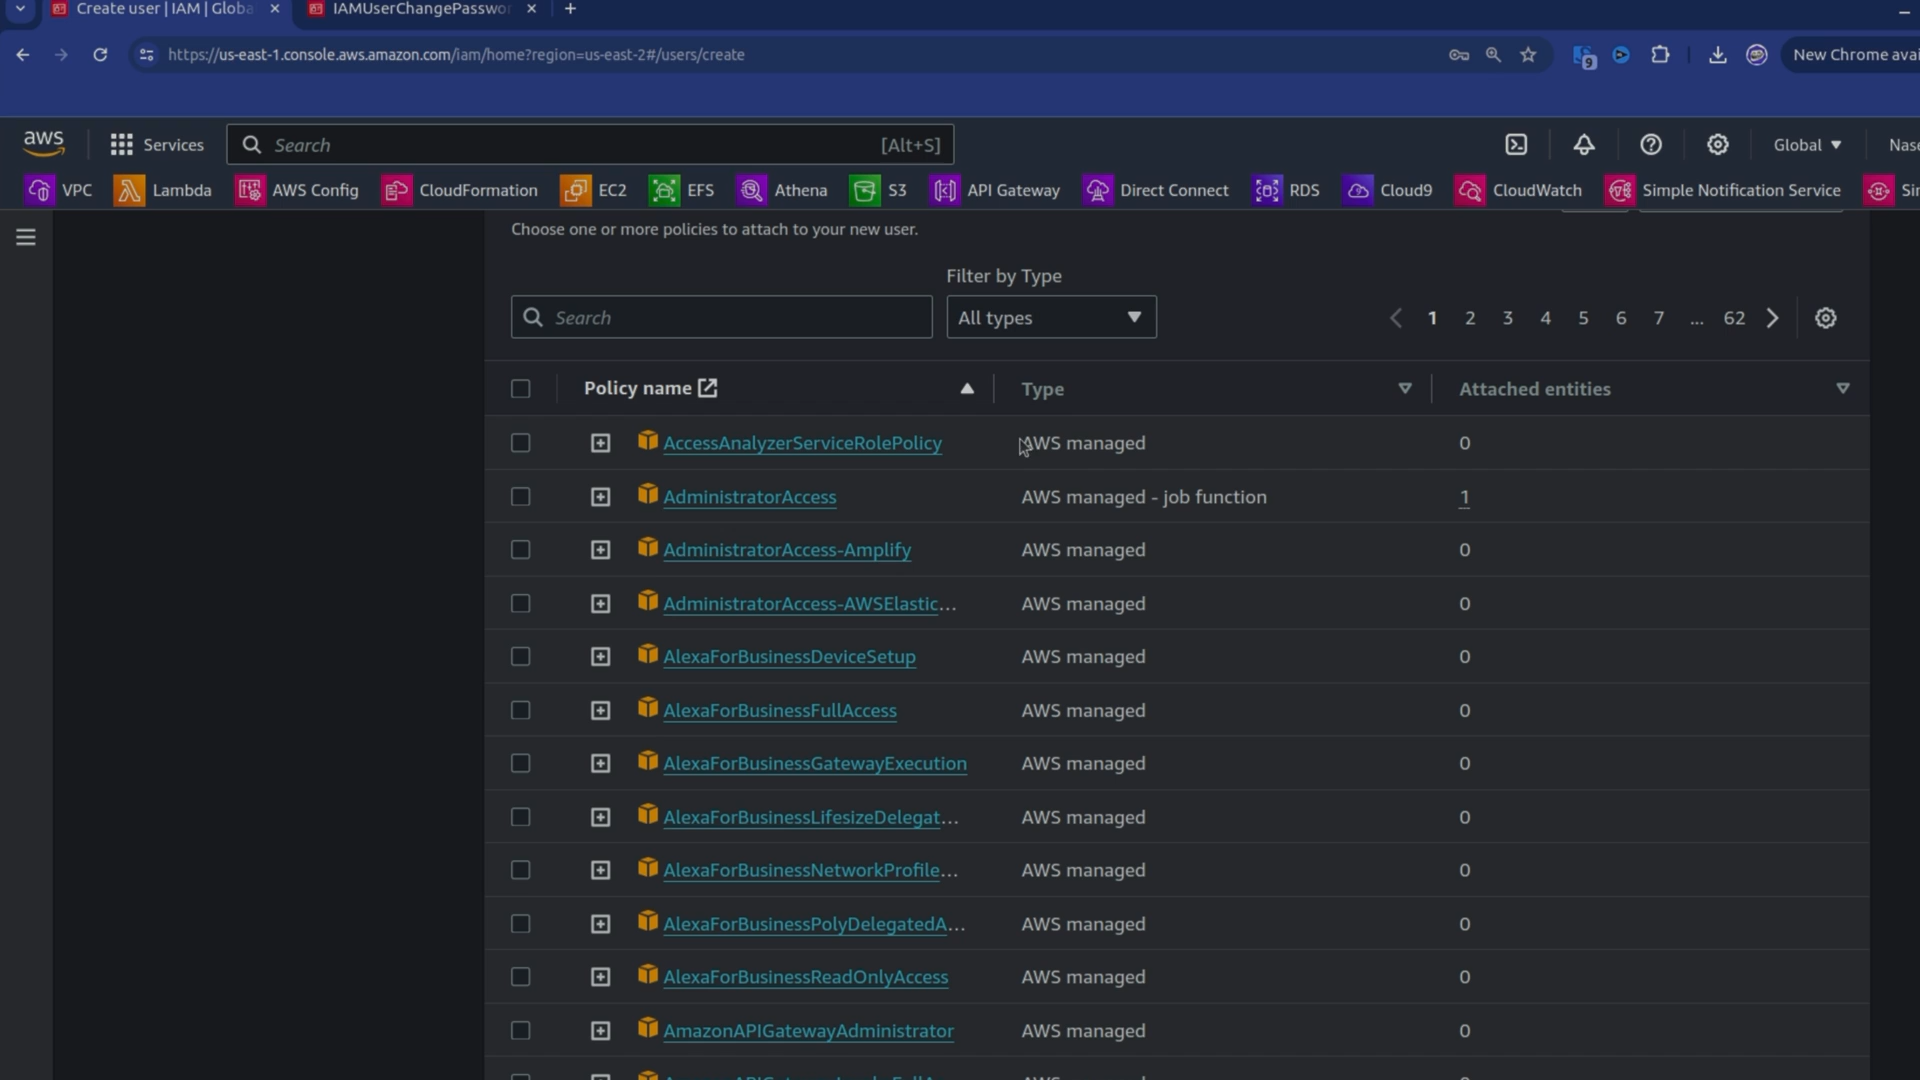 Create user | IAM | Globa
IAMUserChangePasswor
https://us-east-1.console.aws.amazon.com/iam/home?region=us-east-2#/users/create
9
New Chrome avai
aws
Services
Search
[Alt+S]
Global
Nase
VPC
Lambda
AWS Config
CloudFormation
EC2
EFS
Athena
S3
API Gateway
Direct Connect
RDS
Cloud9
CloudWatch
Simple Notification Service
Sir
Choose one or more policies to attach to your new user.
Filter by Type
Search
All types
1 2 3 4 5 6 7 ... 62
Policy name Type Attached entities
AccessAnalyzerServiceRolePolicy AWS managed 0
AdministratorAccess AWS managed - job function 1
AdministratorAccess-Amplify AWS managed 0
AdministratorAccess-AWSElastic... AWS managed 0
AlexaForBusinessDeviceSetup AWS managed 0
AlexaForBusinessFullAccess AWS managed 0
AlexaForBusinessGatewayExecution AWS managed 0
AlexaForBusinessLifesizeDelegat... AWS managed 0
AlexaForBusinessNetworkProfile... AWS managed 0
AlexaForBusinessPolyDelegatedA... AWS managed 0
AlexaForBusinessReadOnlyAccess AWS managed 0
AmazonAPIGatewayAdministrator AWS managed 0